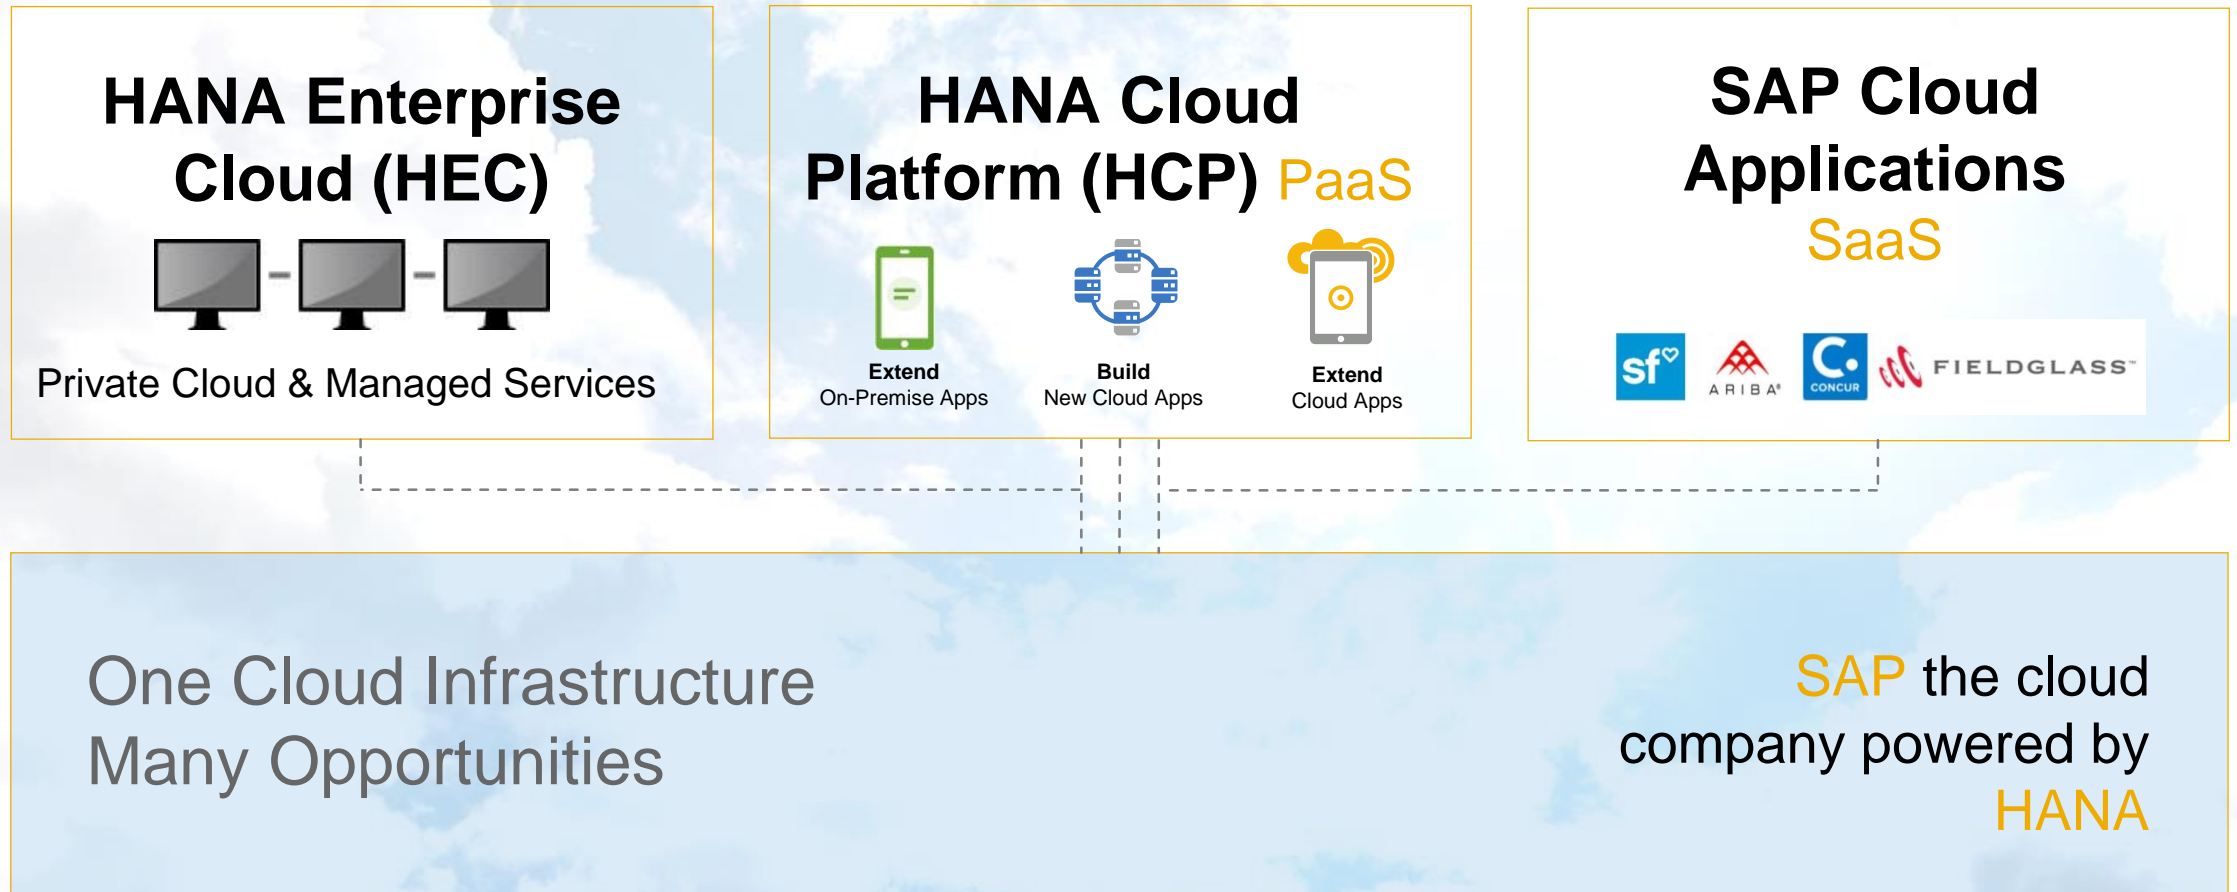 HANA Enterprise
Cloud (HEC)
Private Cloud & Managed Services
HANA Cloud
Platform (HCP) PaaS
Extend
On-Premise Apps
Build
New Cloud Apps
Extend
Cloud Apps
SAP Cloud
Applications
SaaS
sf
ARIBA®
C.
CONCUR
FIELDGLASS™
One Cloud Infrastructure
Many Opportunities
SAP the cloud
company powered by
HANA